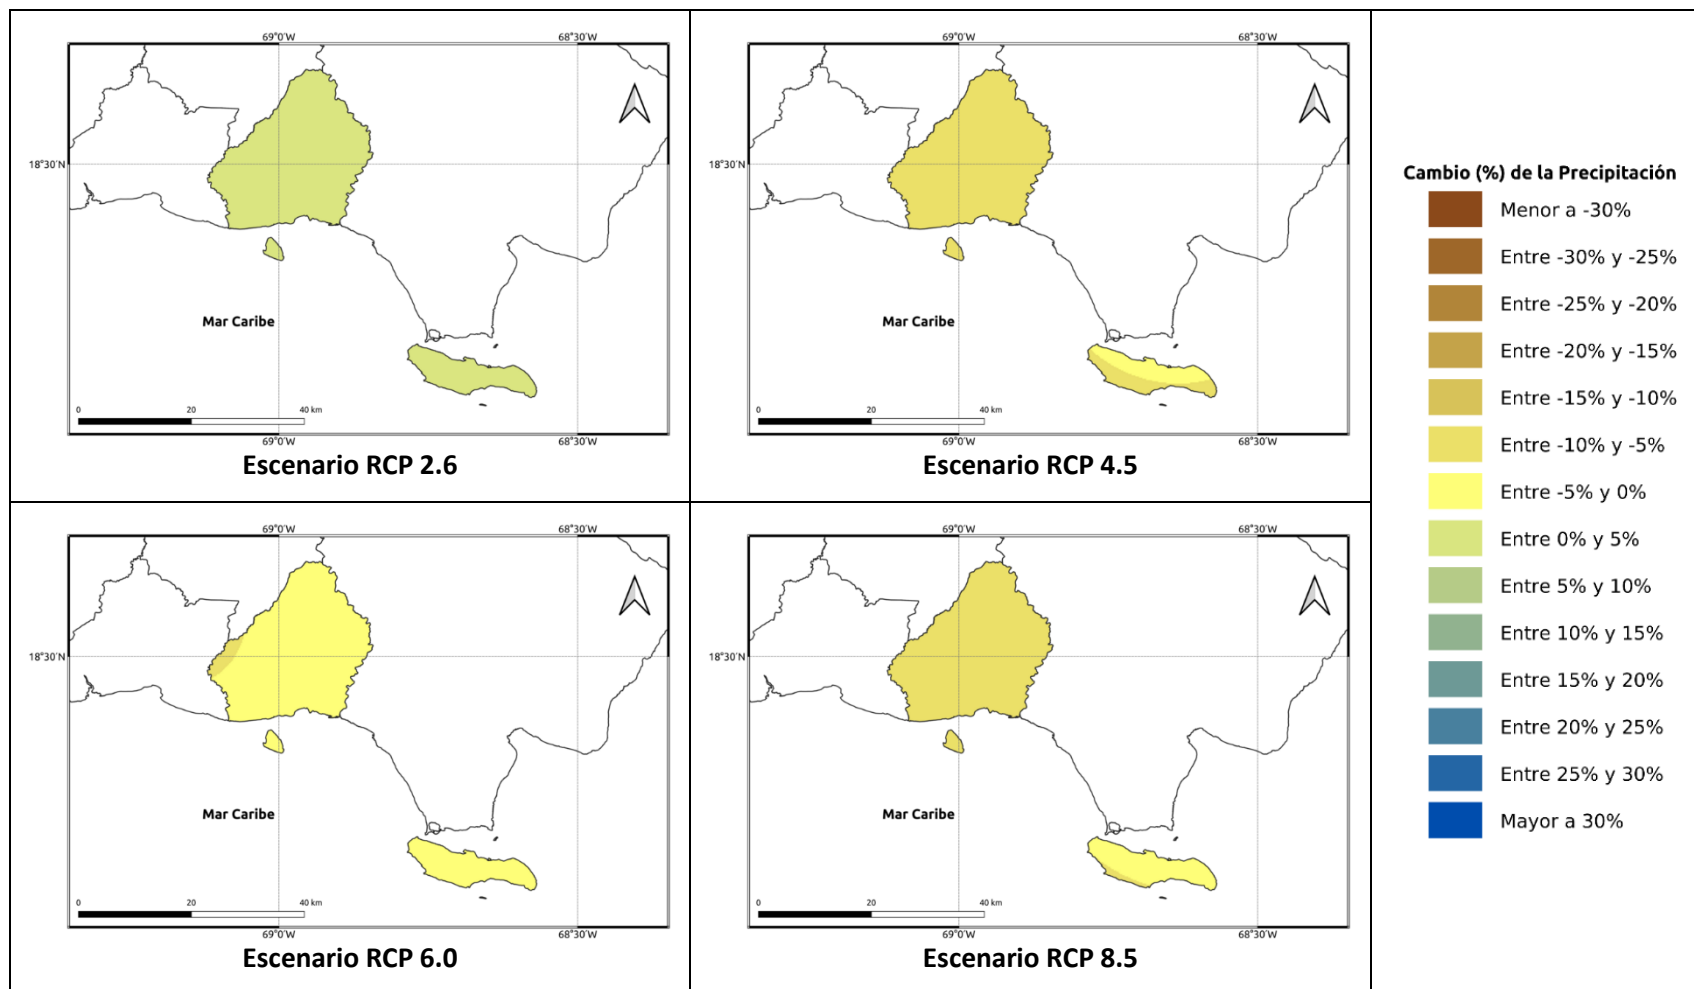 69°0'W 68°30'W
18°30'N
Mar Caribe
0 20 40 km
69°0'W 68°30'W
Escenario RCP 2.6
69°0'W 68°30'W
18°30'N
Mar Caribe
0 20 40 km
69°0'W 68°30'W
Escenario RCP 4.5
69°0'W 68°30'W
18°30'N
Mar Caribe
0 20 40 km
69°0'W 68°30'W
Escenario RCP 6.0
69°0'W 68°30'W
18°30'N
Mar Caribe
0 20 40 km
69°0'W 68°30'W
Escenario RCP 8.5
Cambio (%) de la Precipitación
Menor a -30%
Entre -30% y -25%
Entre -25% y -20%
Entre -20% y -15%
Entre -15% y -10%
Entre -10% y -5%
Entre -5% y 0%
Entre 0% y 5%
Entre 5% y 10%
Entre 10% y 15%
Entre 15% y 20%
Entre 20% y 25%
Entre 25% y 30%
Mayor a 30%